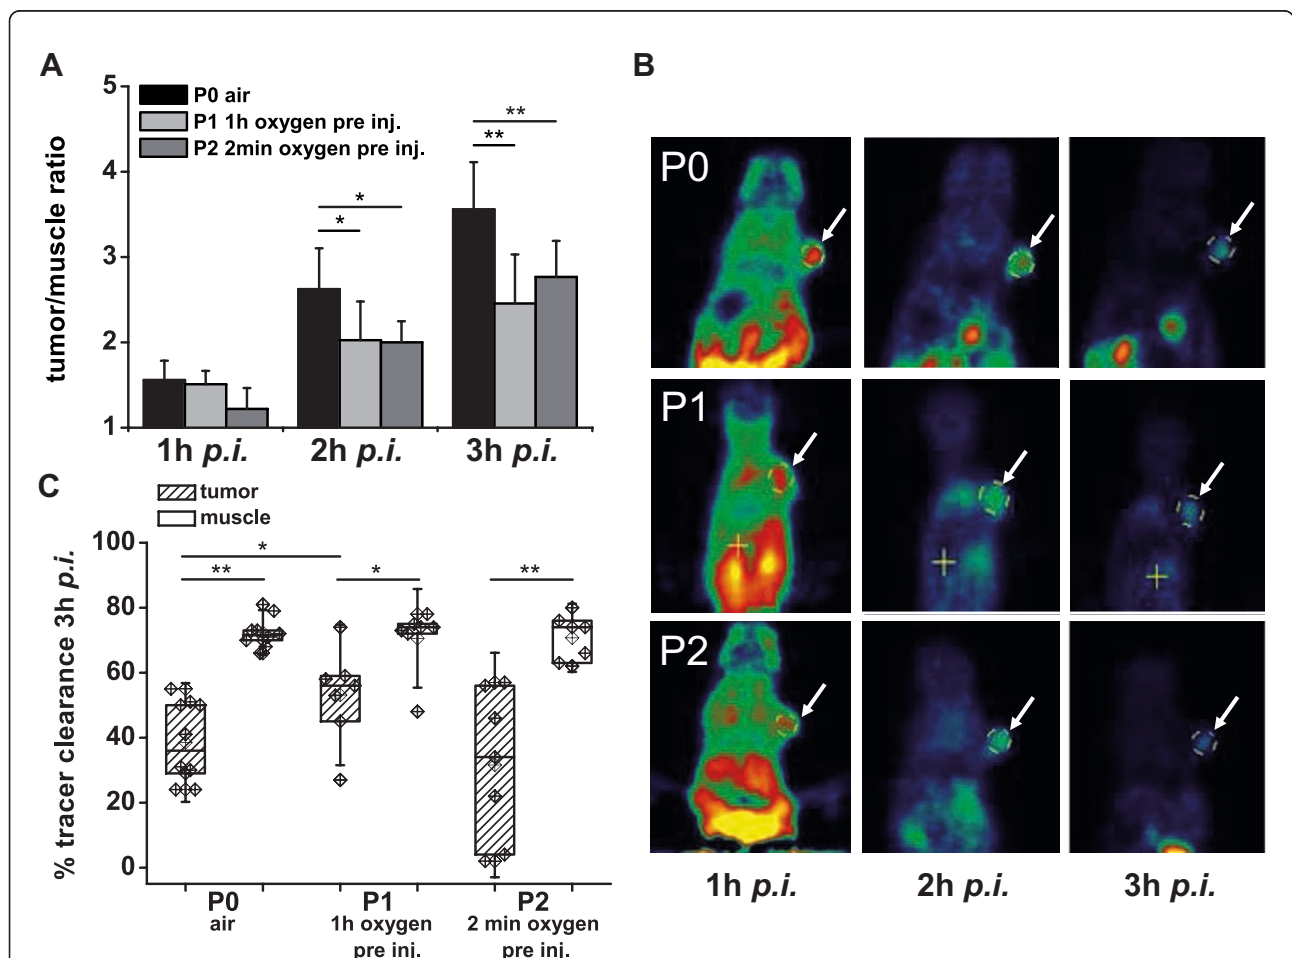 A
5
4
3
2
1
tumor/muscle ratio
P0 air
P1 1h oxygen pre inj.
P2 2min oxygen pre inj.
*
*
**
**
1h p.i.
2h p.i.
3h p.i.
B
P0
P1
P2
1h p.i.
2h p.i.
3h p.i.
C
tumor
muscle
100
80
60
40
20
0
% tracer clearance 3h p.i.
*
**
*
**
P0
air
P1
1h oxygen
pre inj.
P2
2 min oxygen
pre inj.